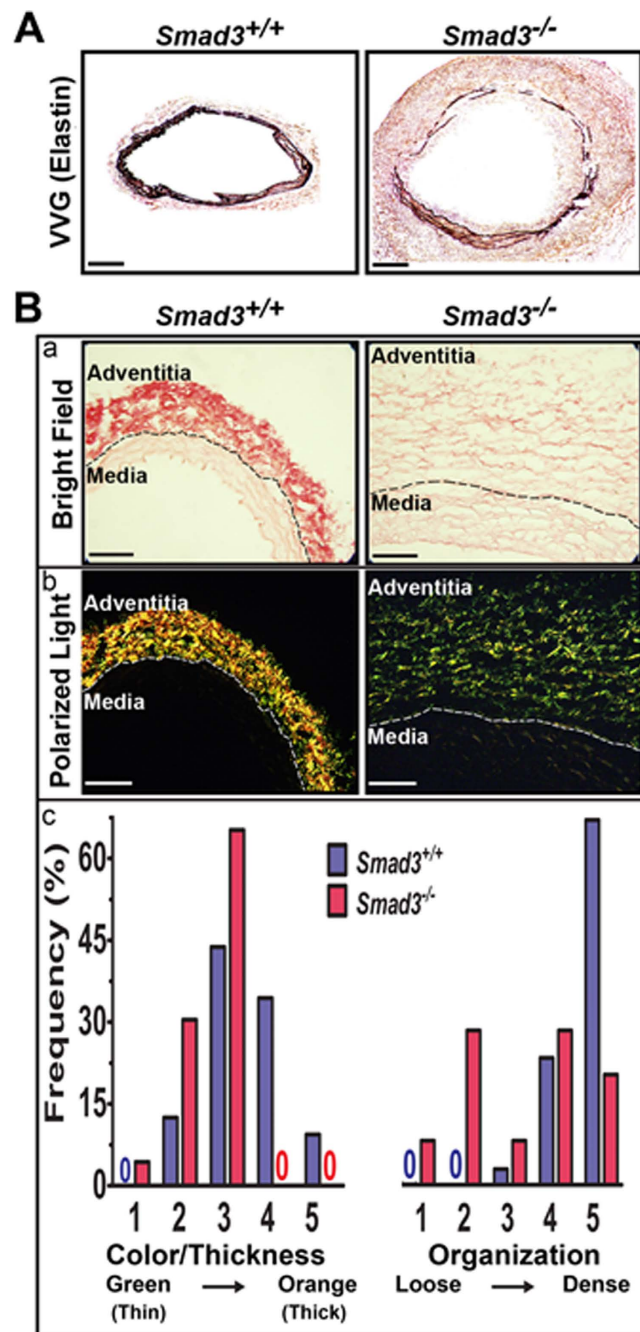 A
Smad3+/+
Smad3-/-
VVG (Elastin)
B
Smad3+/+
Smad3-/-
a
Bright Field
Adventitia
Media
Adventitia
Media
b
Polarized Light
Adventitia
Media
Adventitia
Media
c
Frequency (%)
60
45
30
15
0
Smad3+/+
Smad3-/-
0
0
0
0
0
1 2 3 4 5
1 2 3 4 5
Color/Thickness
Organization
Green → Orange
Loose → Dense
(Thin) (Thick)